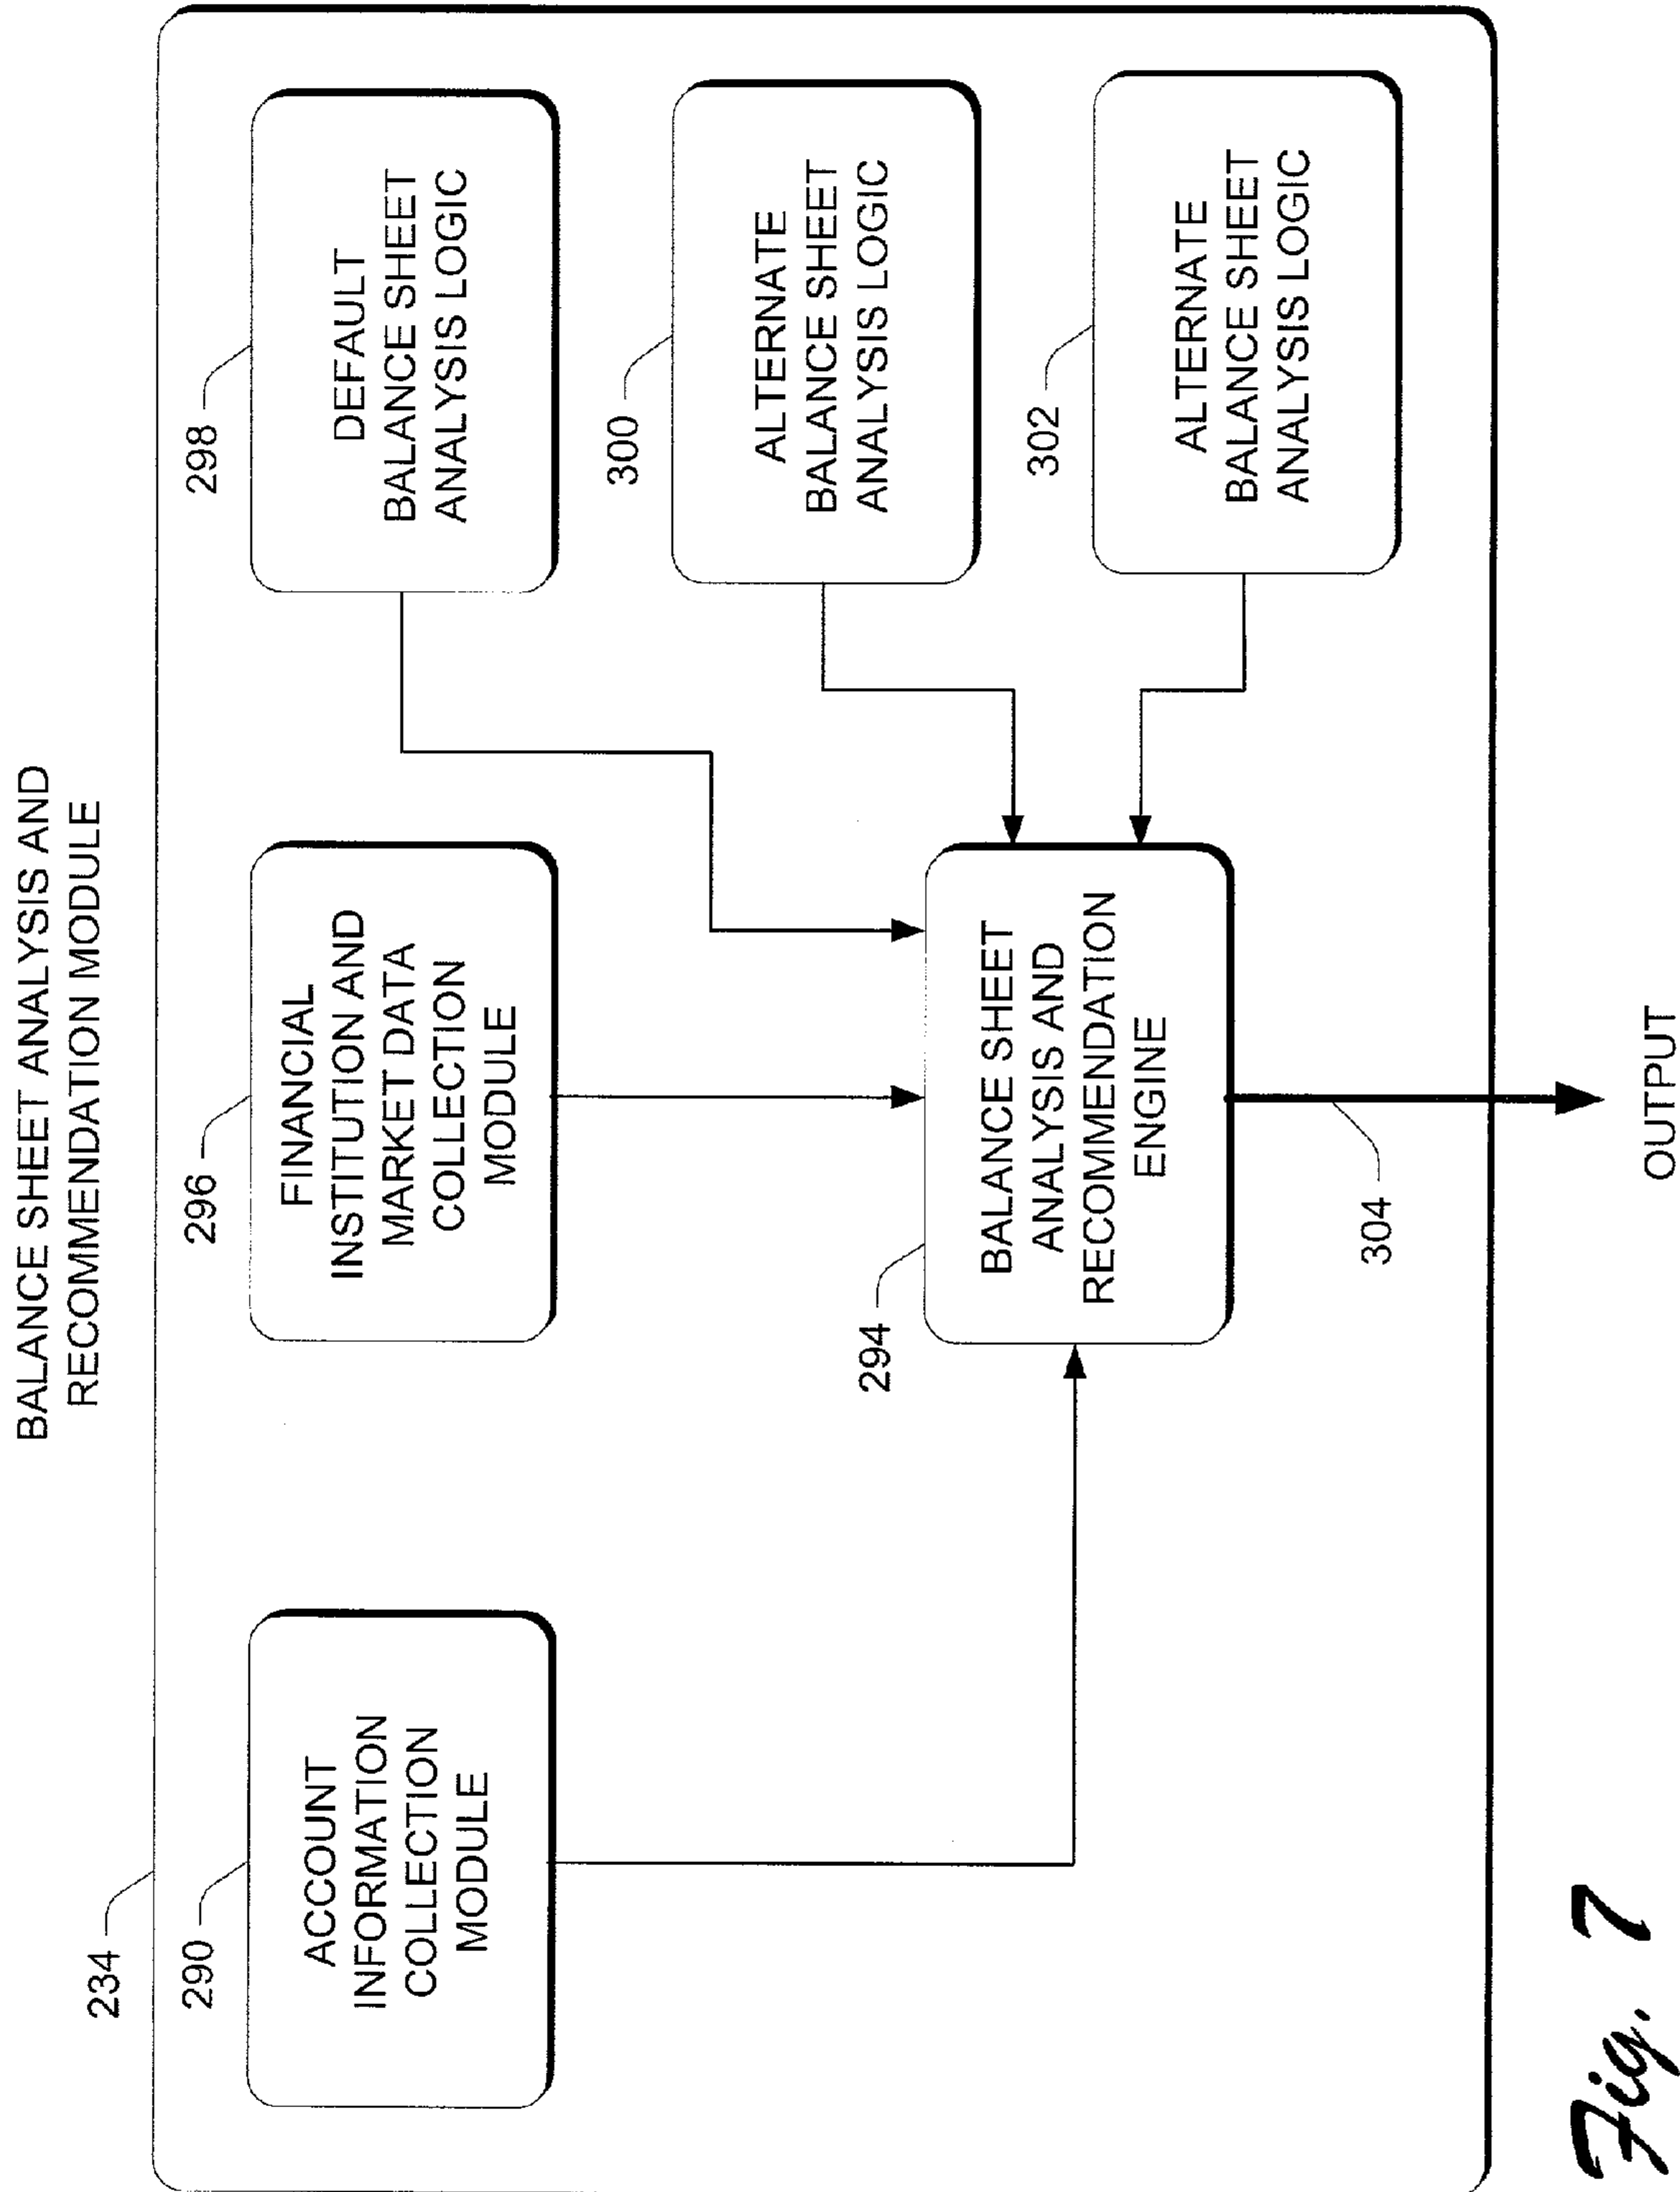 BALANCE SHEET ANALYSIS AND
RECOMMENDATION MODULE
234
290
ACCOUNT
INFORMATION
COLLECTION
MODULE
296
FINANCIAL
INSTITUTION AND
MARKET DATA
COLLECTION
MODULE
298
DEFAULT
BALANCE SHEET
ANALYSIS LOGIC
300
ALTERNATE
BALANCE SHEET
ANALYSIS LOGIC
294
BALANCE SHEET
ANALYSIS AND
RECOMMENDATION
ENGINE
302
ALTERNATE
BALANCE SHEET
ANALYSIS LOGIC
304
OUTPUT
Fig. 7